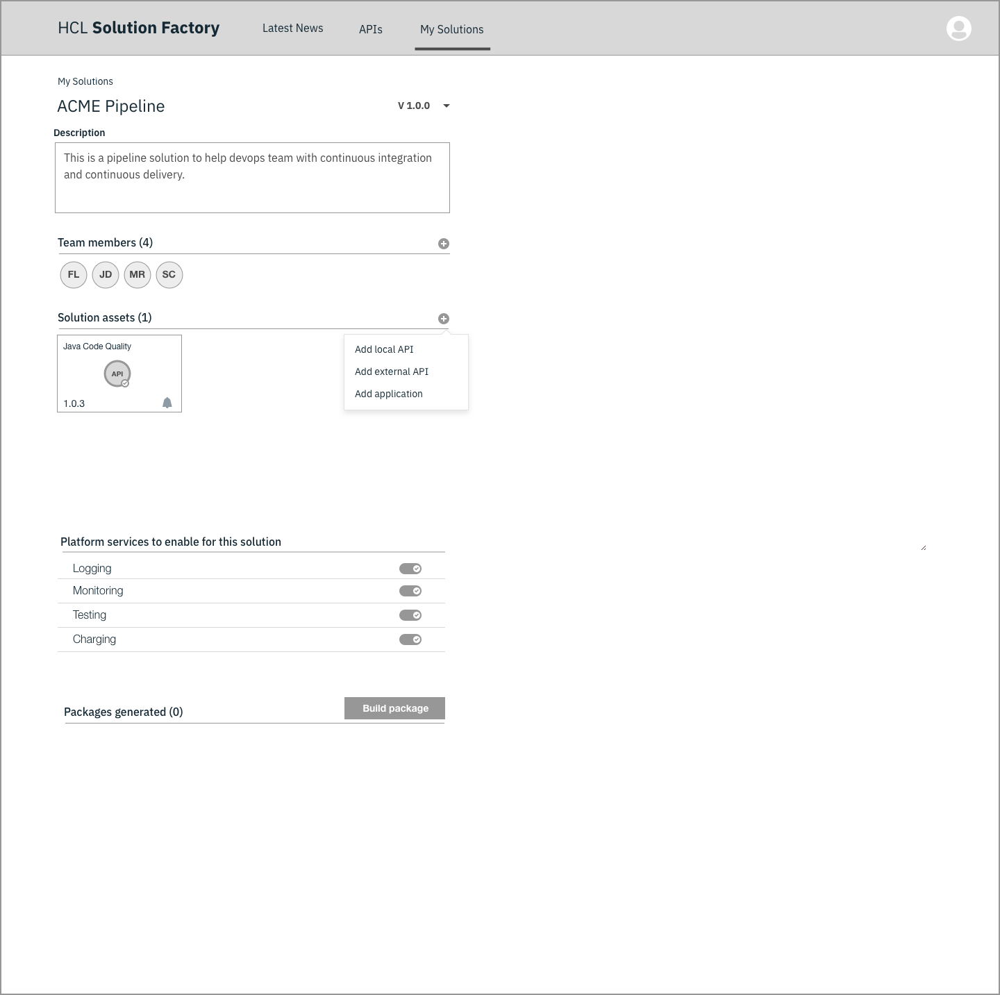 HCL Solution Factory
Latest News
APIs
My Solutions
My Solutions
ACME Pipeline
V 1.0.0
Description
This is a pipeline solution to help devops team with continuous integration
and continuous delivery.
Team members (4)
FL
JD
MR
SC
Solution assets (1)
Java Code Quality
API
1.0.3
Add local API
Add external API
Add application
Platform services to enable for this solution
Logging
Monitoring
Testing
Charging
Packages generated (0)
Build package